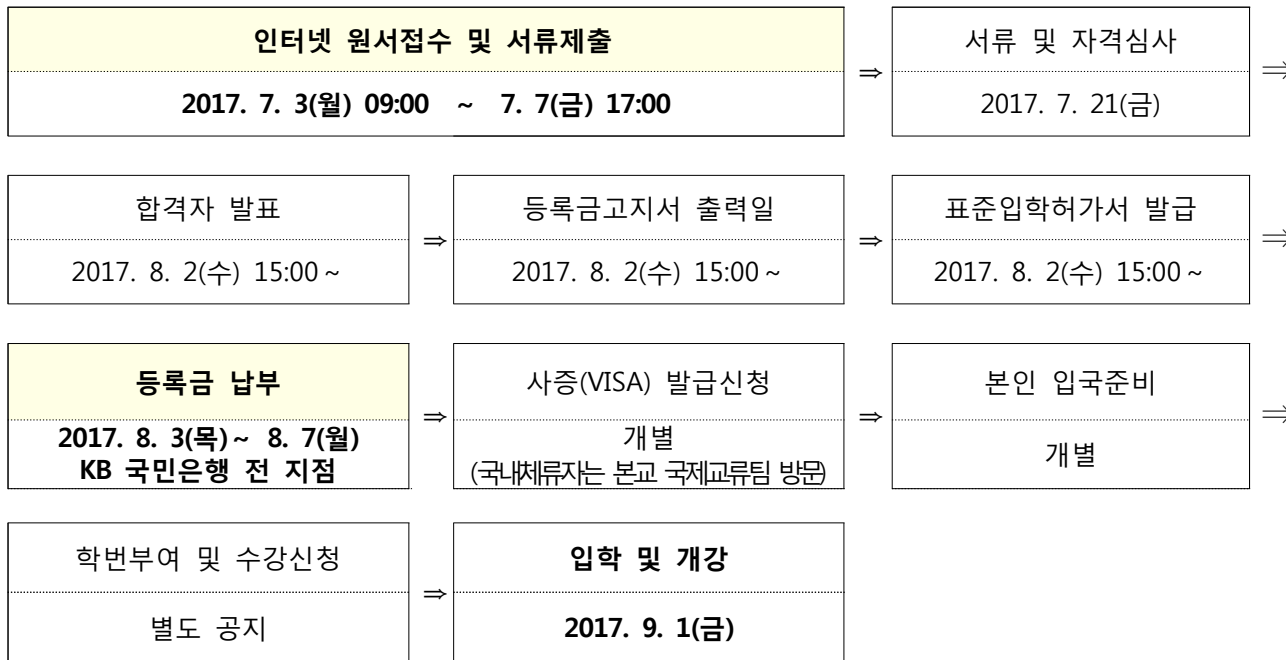 인터넷 원서접수 및 서류제출
⇒
서류 및 자격심사
⇒
2017. 7. 3(월) 09:00 ~ 7. 7(금) 17:00
2017. 7. 21(금)
합격자 발표
⇒
등록금고지서 출력일
⇒
표준입학허가서 발급
⇒
2017. 8. 2(수) 15:00 ~
2017. 8. 2(수) 15:00 ~
2017. 8. 2(수) 15:00 ~
등록금 납부
⇒
사증(VISA) 발급신청
⇒
본인 입국준비
⇒
2017. 8. 3(목) ~ 8. 7(월)
KB 국민은행 전 지점
개별
(국내체류자는 본교 국제교류팀 방문)
개별
학번부여 및 수강신청
⇒
입학 및 개강
별도 공지
2017. 9. 1(금)